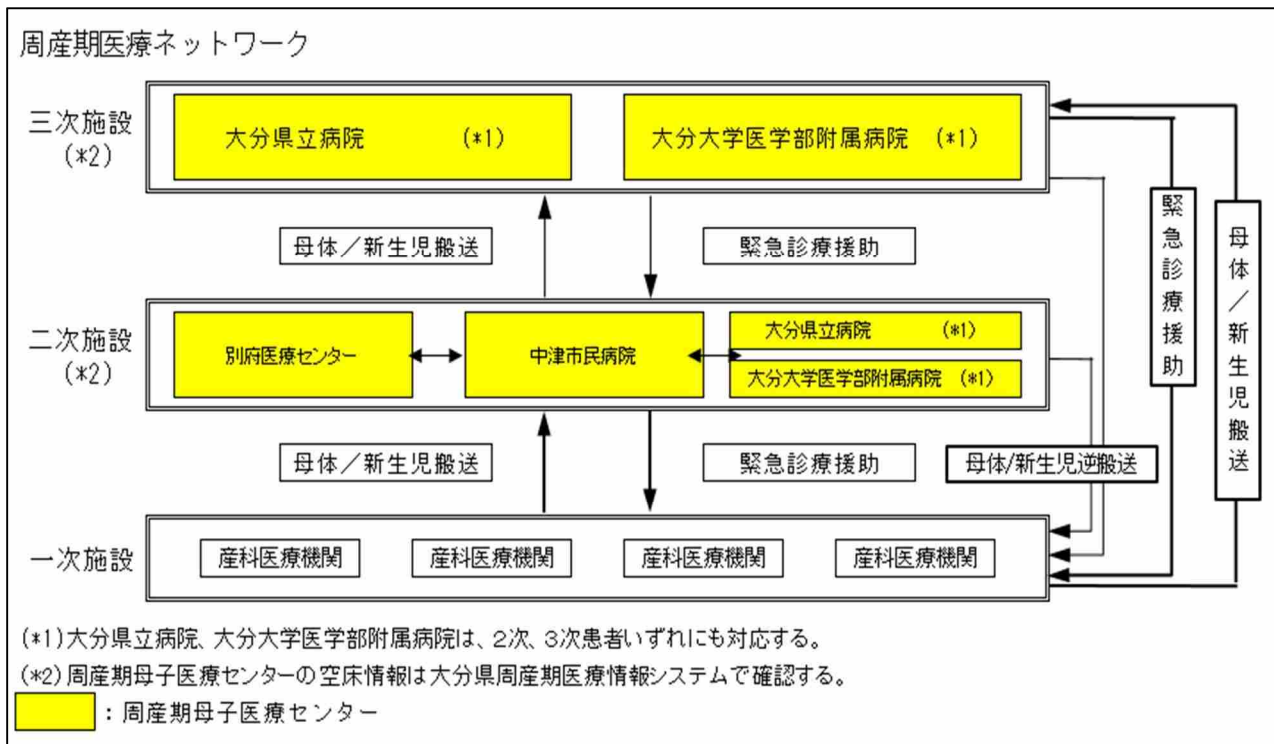 周産期医療ネットワーク
三次施設
(*2)
大分県立病院 (*1)
大分大学医学部附属病院 (*1)
母体／新生児搬送
緊急診療援助
緊急診療援助
母体／新生児搬送
二次施設
(*2)
別府医療センター
中津市民病院
大分県立病院 (*1)
大分大学医学部附属病院 (*1)
母体／新生児搬送
緊急診療援助
母体/新生児逆搬送
一次施設
産科医療機関
産科医療機関
産科医療機関
産科医療機関
(*1)大分県立病院、大分大学医学部附属病院は、2次、3次患者いずれにも対応する。
(*2)周産期母子医療センターの空床情報は大分県周産期医療情報システムで確認する。
：周産期母子医療センター